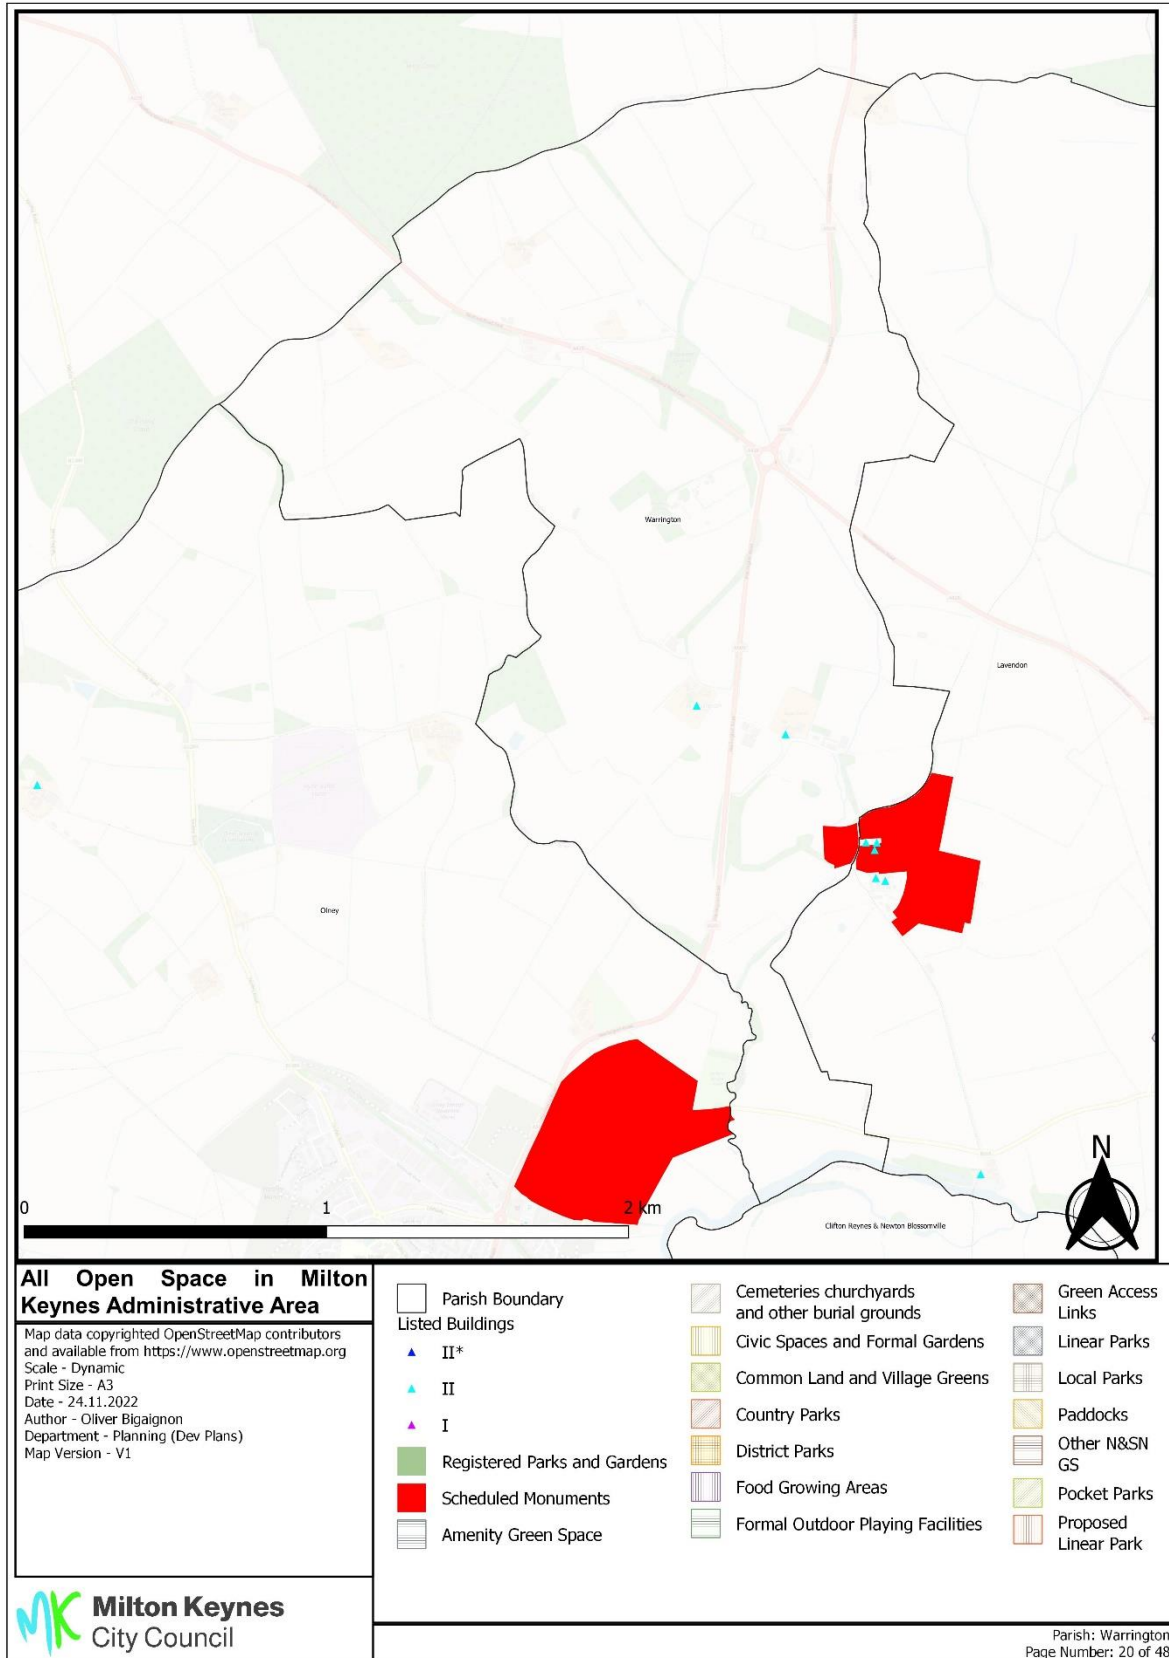 Warrington
Lavendon
Olney
Clifton Reynes & Newton Blossomville
N
0 1 2 km
All Open Space in Milton
Keynes Administrative Area
Map data copyrighted OpenStreetMap contributors
and available from https://www.openstreetmap.org
Scale - Dynamic
Print Size - A3
Date - 24.11.2022
Author - Oliver Bigaignon
Department - Planning (Dev Plans)
Map Version - V1
MK Milton Keynes
City Council
Parish Boundary
Listed Buildings
II*
II
I
Registered Parks and Gardens
Scheduled Monuments
Amenity Green Space
Cemeteries churchyards
and other burial grounds
Civic Spaces and Formal Gardens
Common Land and Village Greens
Country Parks
District Parks
Food Growing Areas
Formal Outdoor Playing Facilities
Green Access
Links
Linear Parks
Local Parks
Paddocks
Other N&SN
GS
Pocket Parks
Proposed
Linear Park
Parish: Warrington
Page Number: 20 of 48